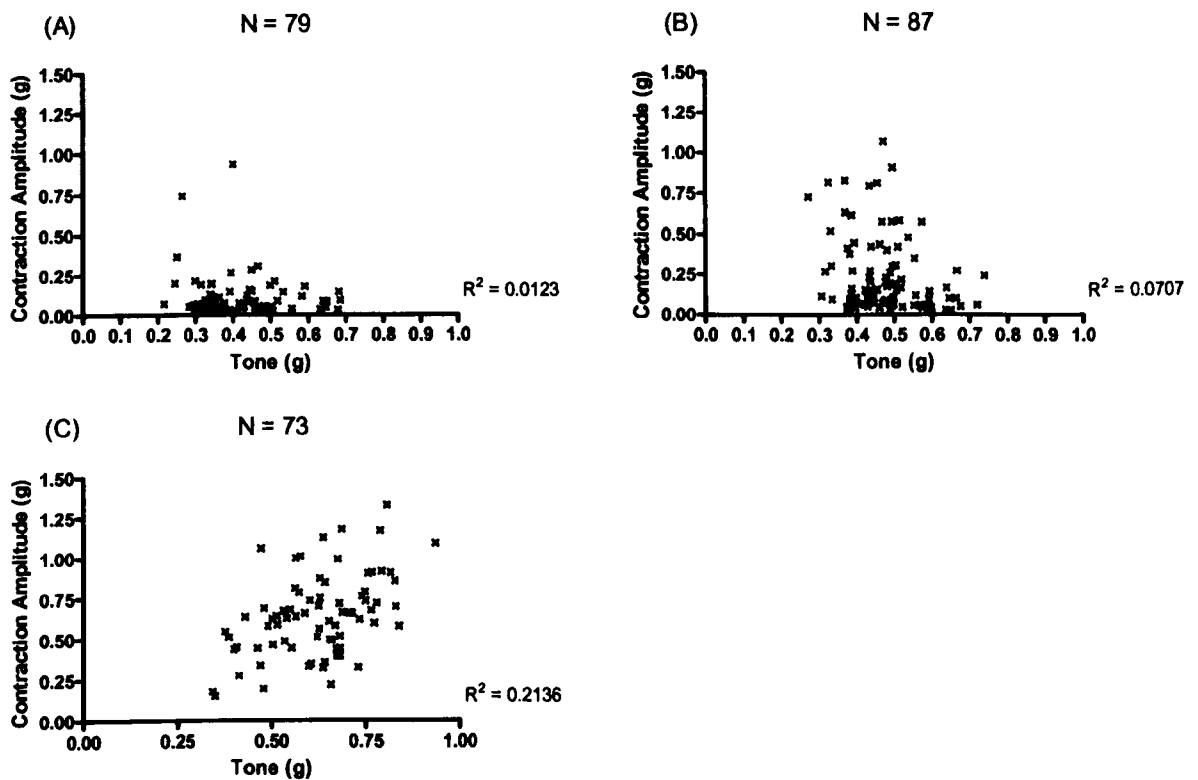 (A)
N = 79
Contraction Amplitude (g)
1.50
1.25
1.00
0.75
0.50
0.25
0.00
0.0 0.1 0.2 0.3 0.4 0.5 0.6 0.7 0.8 0.9 1.0
Tone (g)
R² = 0.0123
(B)
N = 87
Contraction Amplitude (g)
1.50
1.25
1.00
0.75
0.50
0.25
0.00
0.0 0.1 0.2 0.3 0.4 0.5 0.6 0.7 0.8 0.9 1.0
Tone (g)
R² = 0.0707
(C)
N = 73
Contraction Amplitude (g)
1.50
1.25
1.00
0.75
0.50
0.25
0.00
0.00 0.25 0.50 0.75 1.00
Tone (g)
R² = 0.2136